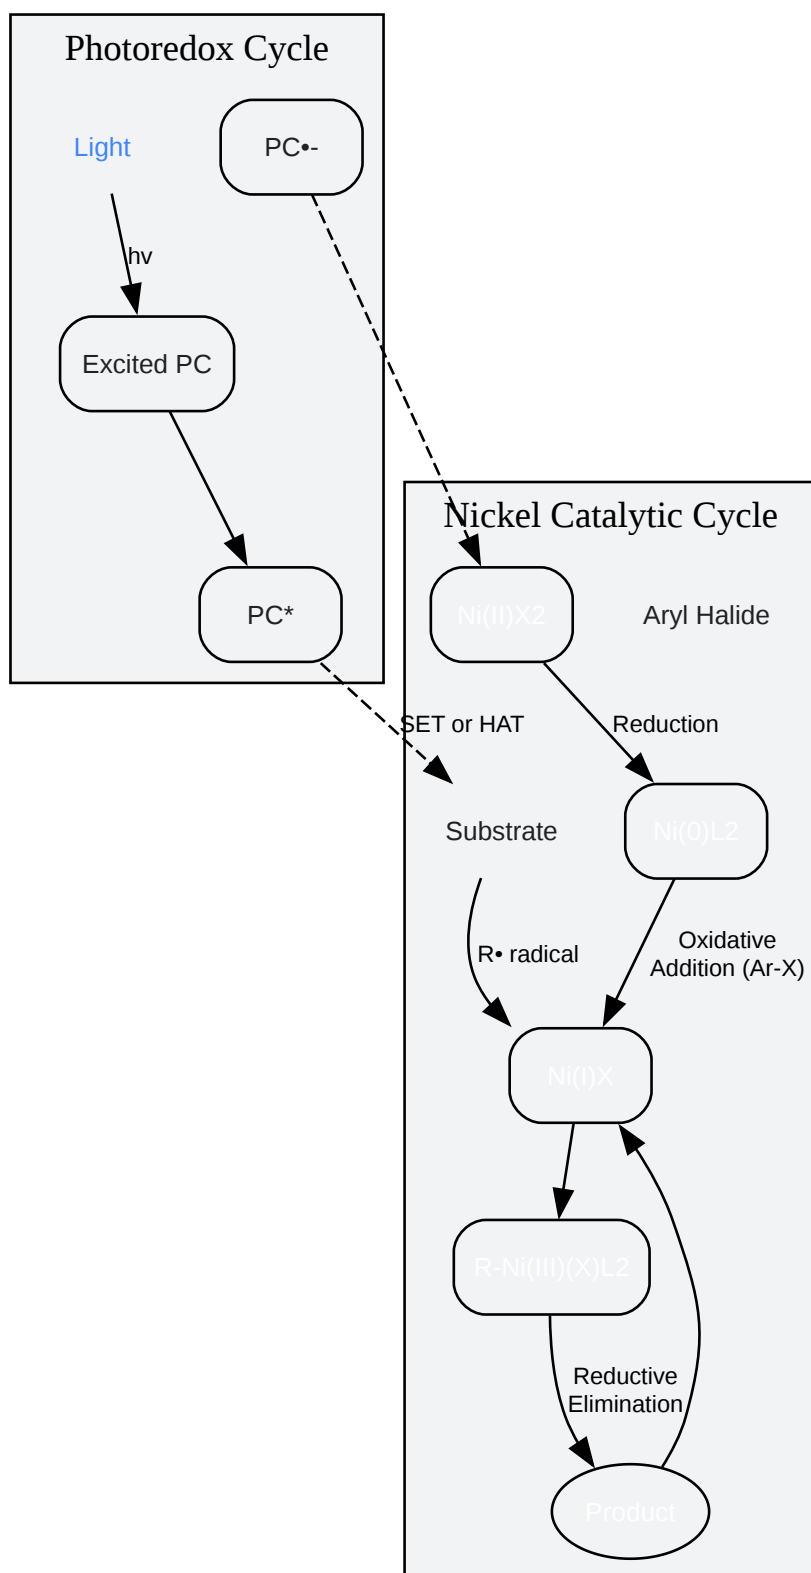 Photoredox Cycle
Light
PC•-
hv
Excited PC
PC*
Nickel Catalytic Cycle
Ni(II)X2
Aryl Halide
SET or HAT
Reduction
Substrate
Ni(0)L2
R• radical
Oxidative
Addition (Ar-X)
Ni(I)X
R-Ni(III)(X)L2
Reductive
Elimination
Product